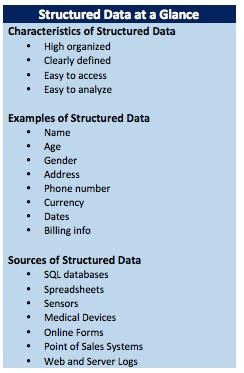 Structured Data at a Glance
Characteristics of Structured Data
• High organized
• Clearly defined
• Easy to access
• Easy to analyze
Examples of Structured Data
• Name
• Age
• Gender
• Address
• Phone number
• Currency
• Dates
• Billing info
Sources of Structured Data
• SQL databases
• Spreadsheets
• Sensors
• Medical Devices
• Online Forms
• Point of Sales Systems
• Web and Server Logs